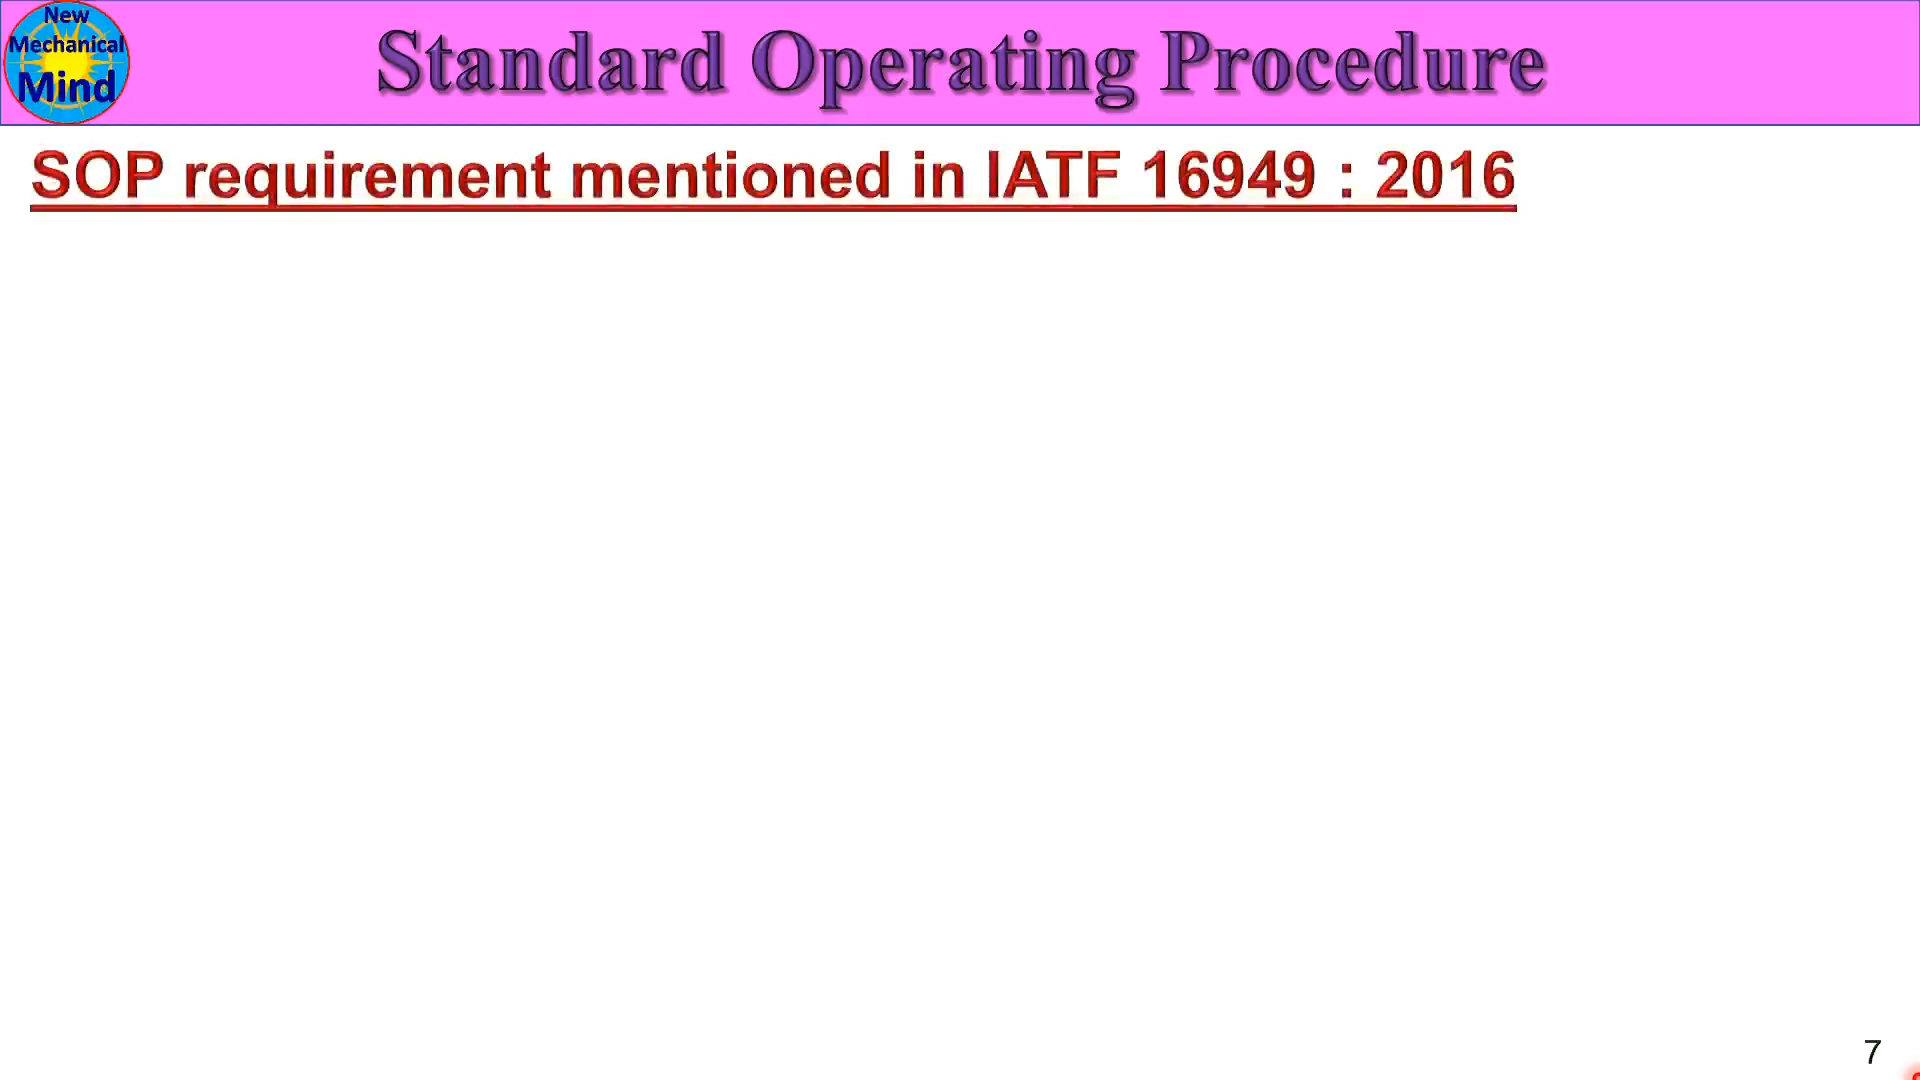 New
Mechanical
Mind
Standard Operating Procedure
SOP requirement mentioned in IATF 16949 : 2016
7